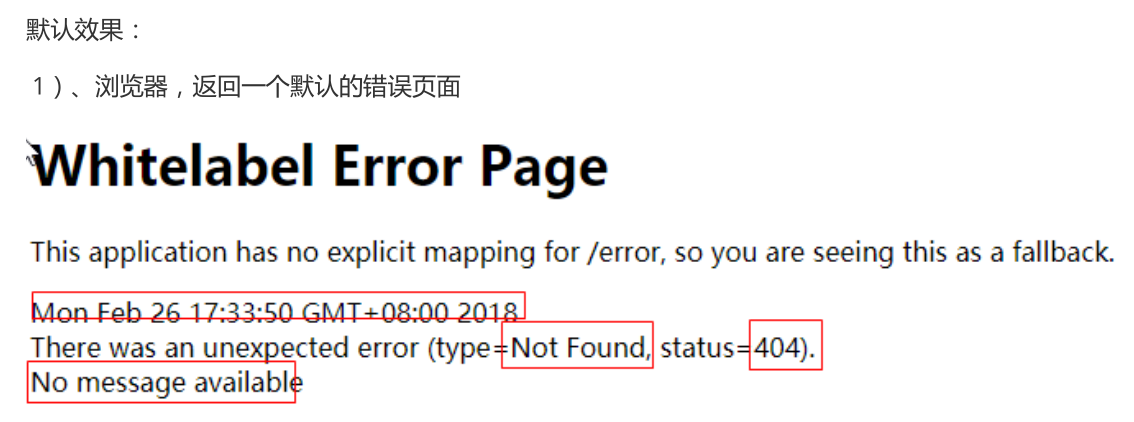 默认效果：
1）、浏览器，返回一个默认的错误页面
Whitelabel Error Page
This application has no explicit mapping for /error, so you are seeing this as a fallback.
Mon Feb 26 17:33:50 GMT+08:00 2018
There was an unexpected error (type=Not Found, status=404).
No message available